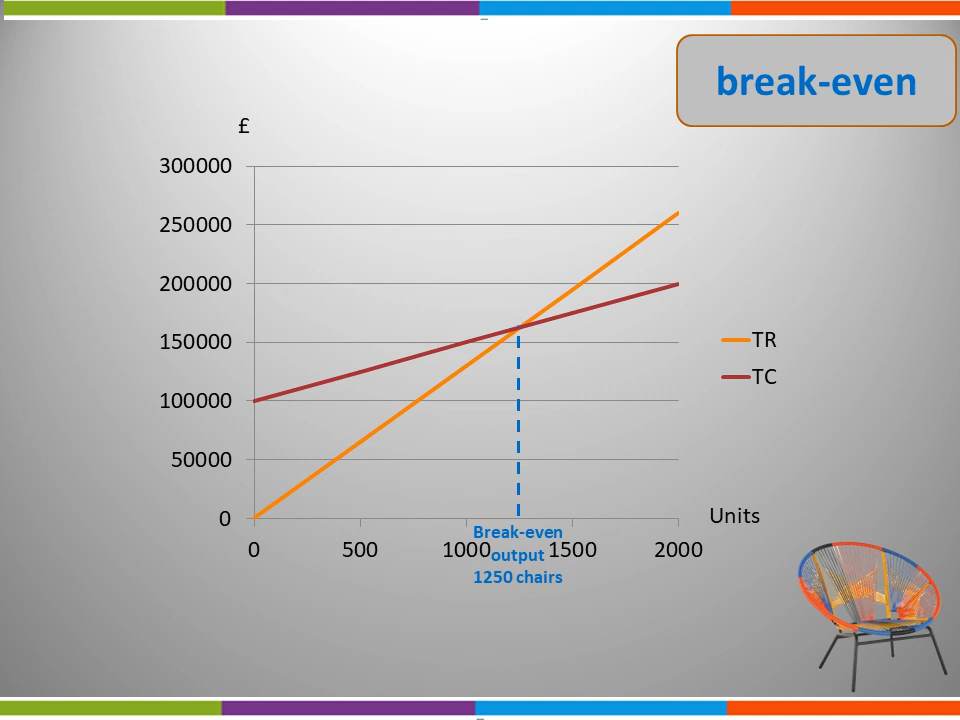 break-even
£
300000
250000
200000
150000
100000
50000
0
TR
TC
Units
0 500 1000 1500 2000
Break-even
output
1250 chairs